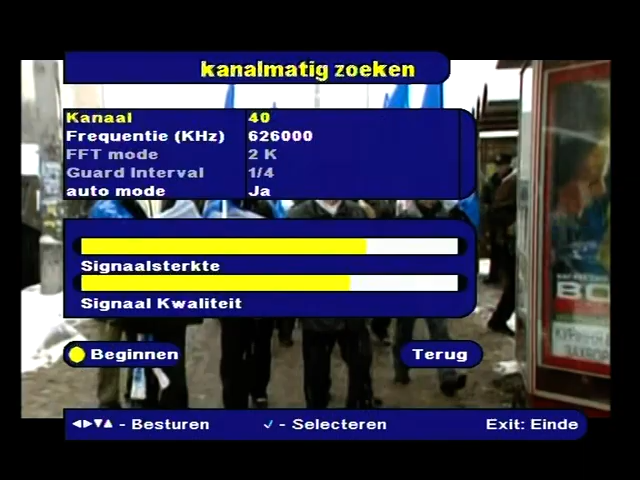 kanalmatig zoeken
Kanaal 40
Frequentie (KHz) 626000
FFT mode 2 K
Guard Interval 1/4
auto mode Ja
Signaalsterkte
Signaal Kwaliteit
Beginnen Terug
◄►▼▲ - Besturen ✓ - Selecteren Exit: Einde